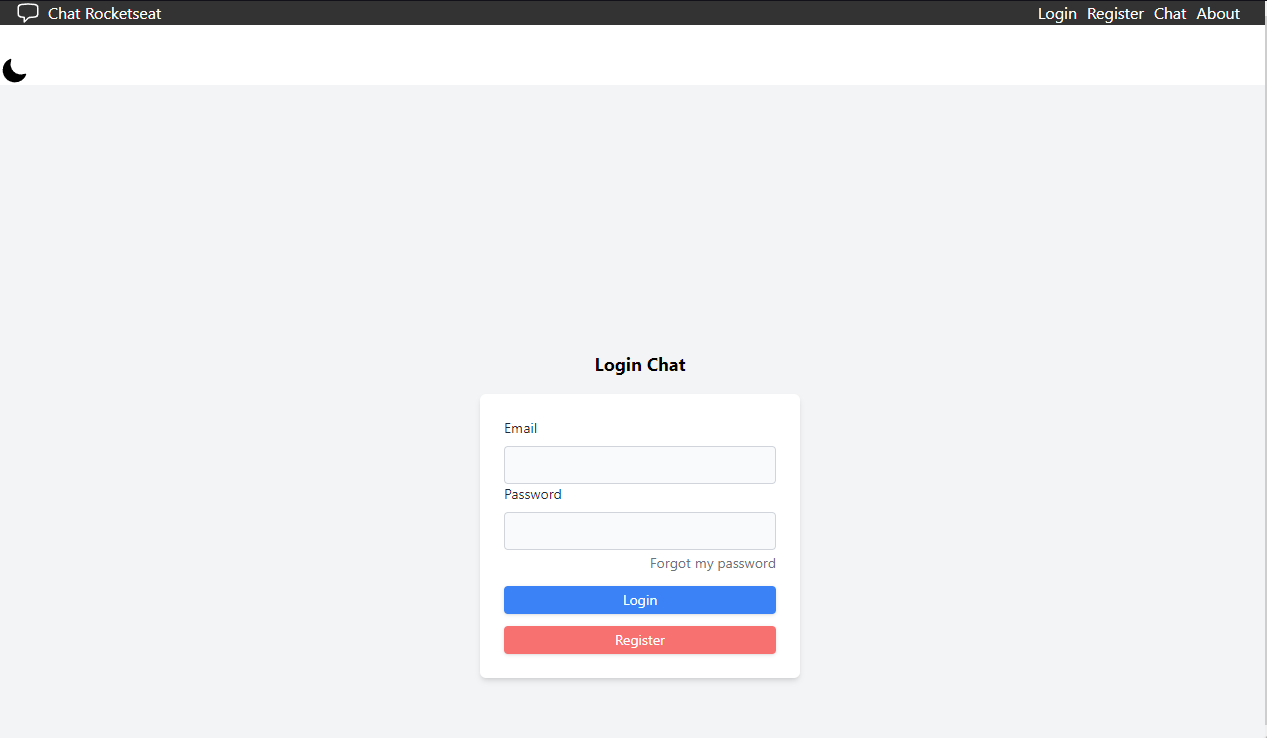 Chat Rocketseat
Login Register Chat About
Login Chat
Email
Password
Forgot my password
Login
Register